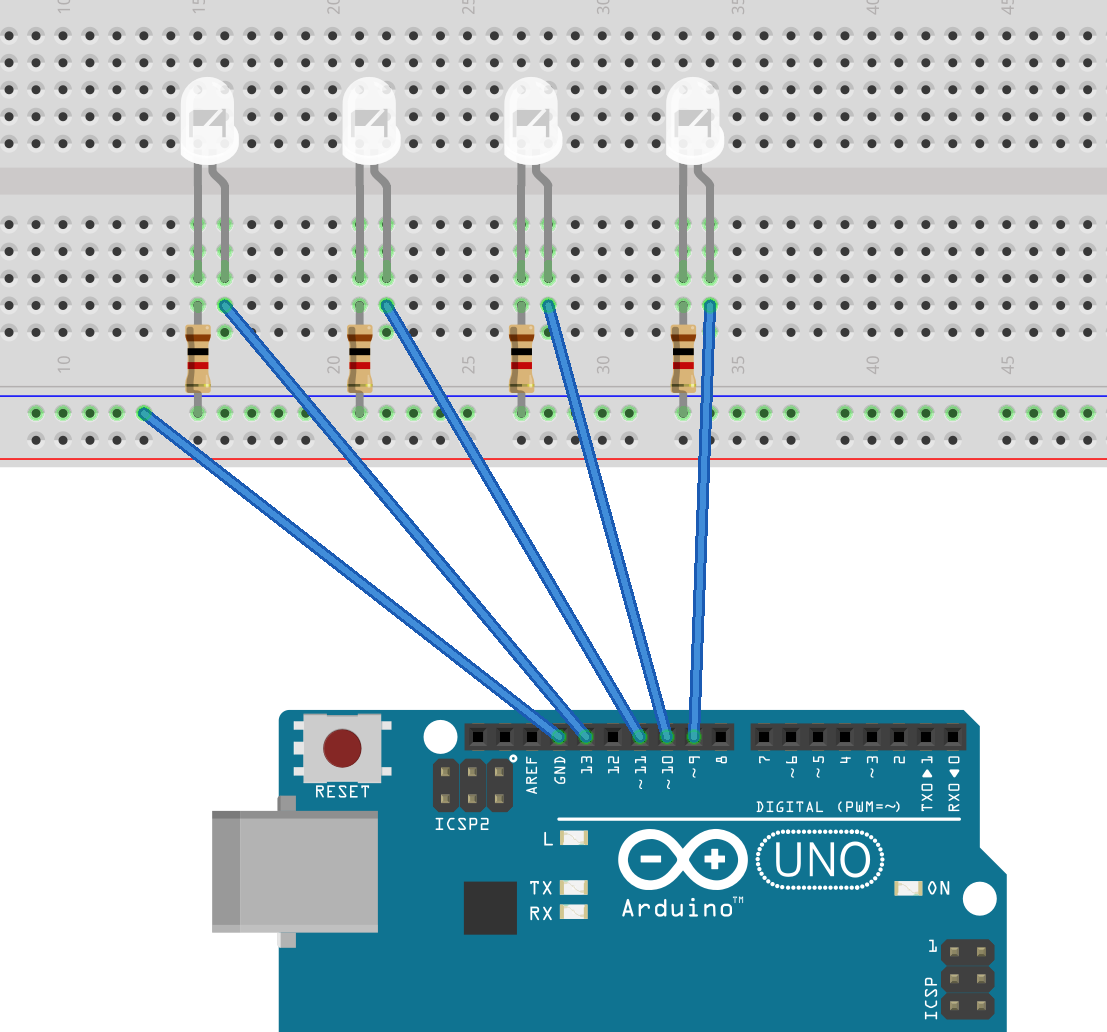 10 15 20 25 30 35 40 45
10 20 25 30 35 40 45
RESET
AREF GND 13 12 ~11 ~10 ~9 8 7 ~6 ~5 4 ~3 2 TXD▶1 RXD◀0
DIGITAL (PWM=~)
ICSP2
L
TX
RX
UNO
Arduino™
ON
1
ICSP